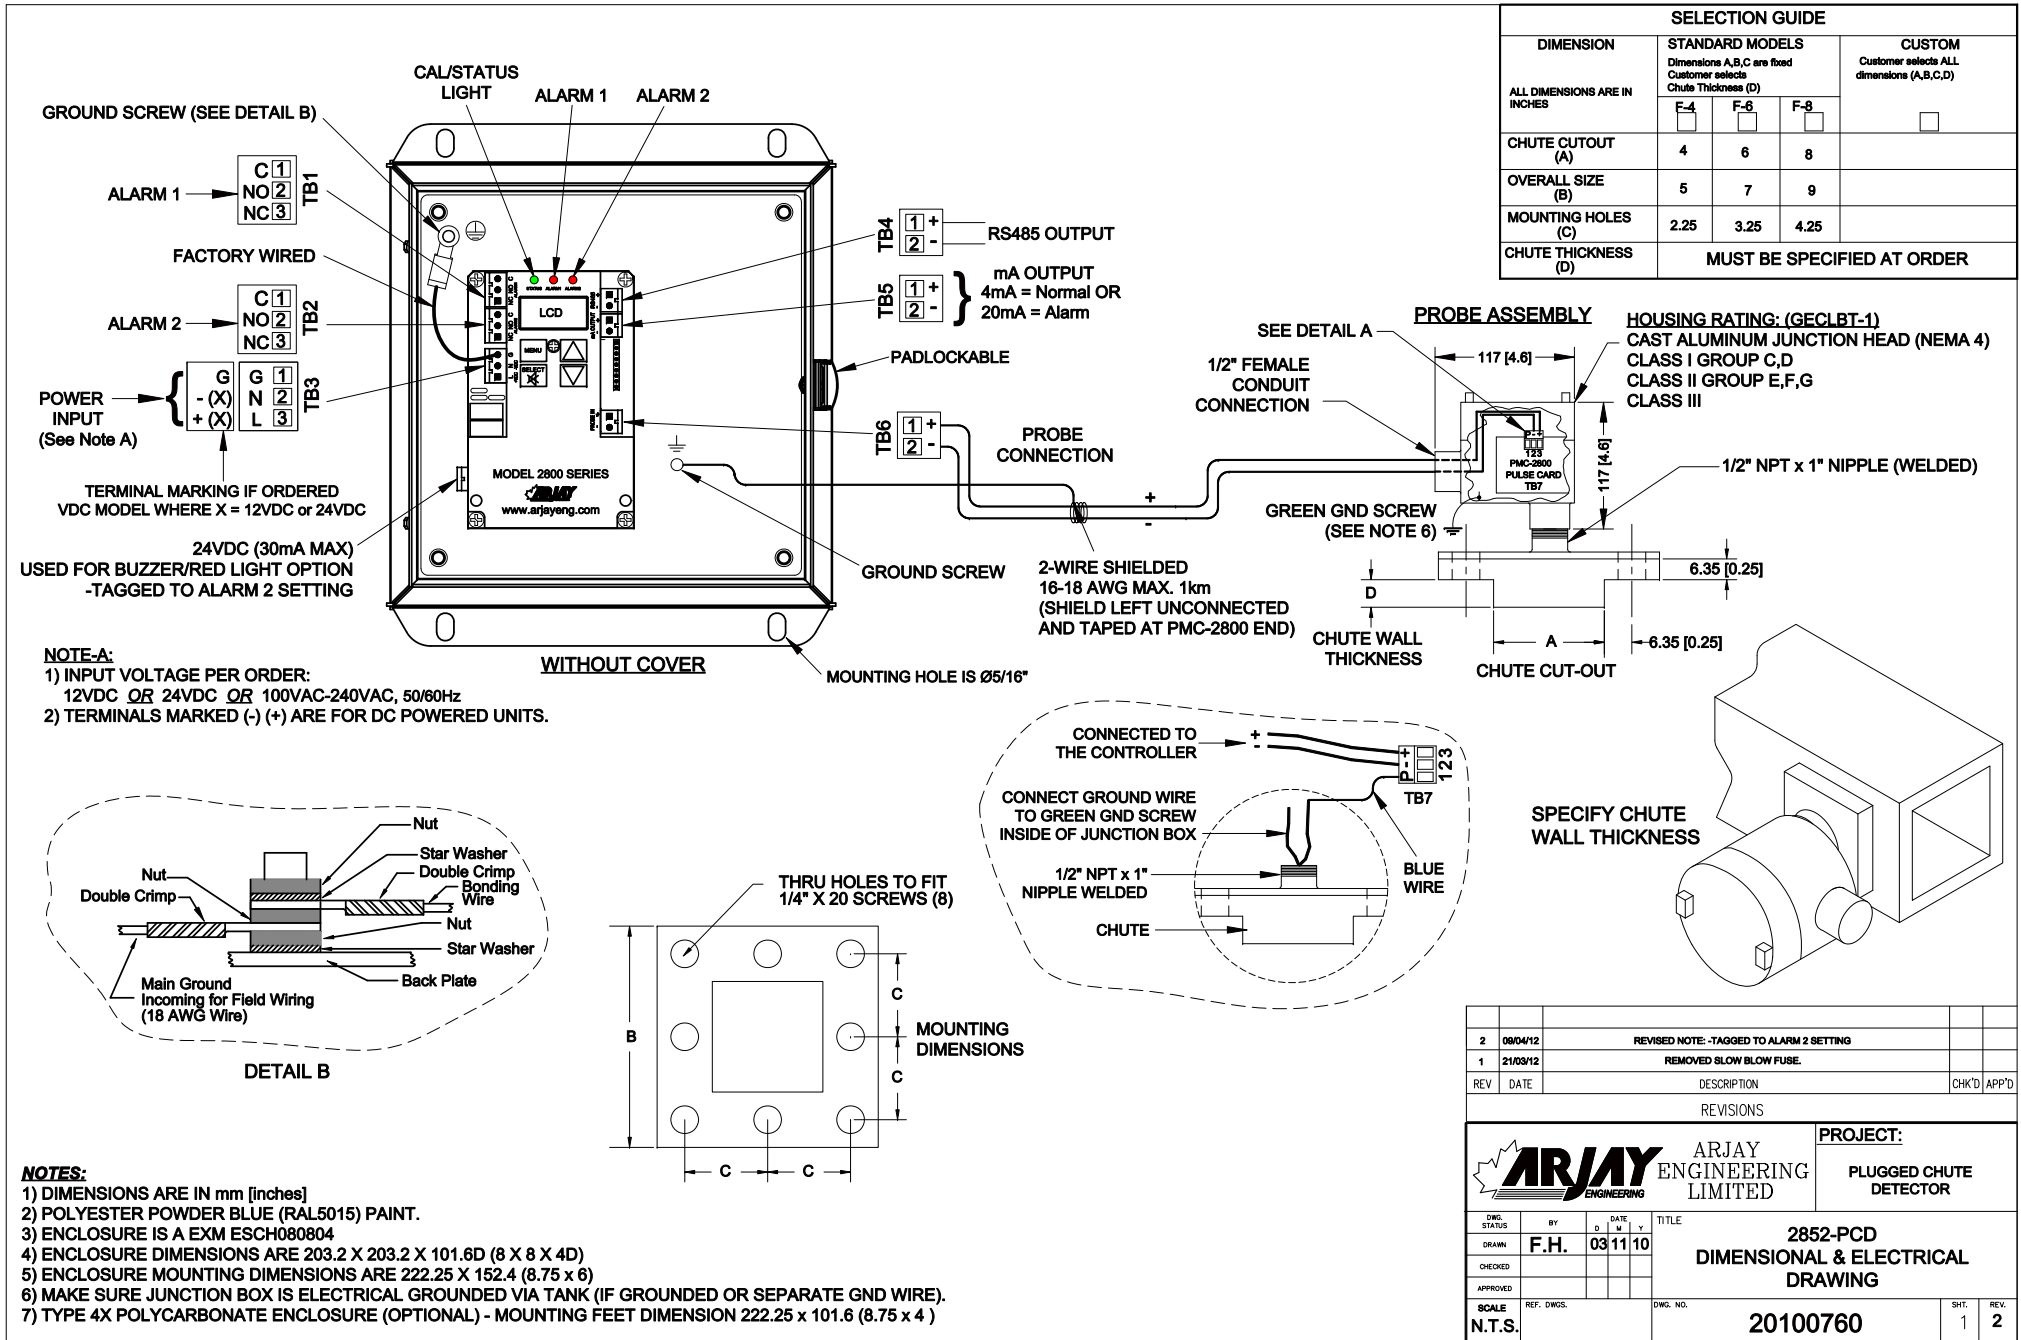 SELECTION GUIDE
DIMENSION
STANDARD MODELS
CUSTOM
Dimensions A,B,C are fixed
Customer selects
Chute Thickness (D)
Customer selects ALL
dimensions (A,B,C,D)
ALL DIMENSIONS ARE IN
INCHES
F-4 F-6 F-8
CHUTE CUTOUT
(A)
4 6 8
OVERALL SIZE
(B)
5 7 9
MOUNTING HOLES
(C)
2.25 3.25 4.25
CHUTE THICKNESS
(D)
MUST BE SPECIFIED AT ORDER
CAL/STATUS
LIGHT
ALARM 1
ALARM 2
GROUND SCREW (SEE DETAIL B)
ALARM 1
C 1
NO 2
NC 3
TB1
FACTORY WIRED
ALARM 2
C 1
NO 2
NC 3
TB2
POWER
INPUT
(See Note A)
G
- (X)
+ (X)
G 1
N 2
L 3
TB3
TERMINAL MARKING IF ORDERED
VDC MODEL WHERE X = 12VDC or 24VDC
24VDC (30mA MAX)
USED FOR BUZZER/RED LIGHT OPTION
-TAGGED TO ALARM 2 SETTING
STATUS ALARM1 ALARM2
LCD
MENU
SELECT
MODEL 2800 SERIES
ARJAY
www.arjayeng.com
TB4
1 +
2 -
RS485 OUTPUT
TB5
1 +
2 -
mA OUTPUT
4mA = Normal OR
20mA = Alarm
PADLOCKABLE
TB6
1 +
2 -
PROBE
CONNECTION
GROUND SCREW
+
-
2-WIRE SHIELDED
16-18 AWG MAX. 1km
(SHIELD LEFT UNCONNECTED
AND TAPED AT PMC-2800 END)
WITHOUT COVER
MOUNTING HOLE IS Ø5/16"
PROBE ASSEMBLY
SEE DETAIL A
117 [4.6]
1/2" FEMALE
CONDUIT
CONNECTION
HOUSING RATING: (GECLBT-1)
CAST ALUMINUM JUNCTION HEAD (NEMA 4)
CLASS I GROUP C,D
CLASS II GROUP E,F,G
CLASS III
P - +
1 2 3
PMC-2800
PULSE CARD
TB7
117 [4.6]
1/2" NPT x 1" NIPPLE (WELDED)
GREEN GND SCREW
(SEE NOTE 6)
6.35 [0.25]
D
CHUTE WALL
THICKNESS
A
6.35 [0.25]
CHUTE CUT-OUT
NOTE-A:
1) INPUT VOLTAGE PER ORDER:
12VDC OR 24VDC OR 100VAC-240VAC, 50/60Hz
2) TERMINALS MARKED (-) (+) ARE FOR DC POWERED UNITS.
CONNECTED TO
THE CONTROLLER
+
-
P - +
1 2 3
TB7
CONNECT GROUND WIRE
TO GREEN GND SCREW
INSIDE OF JUNCTION BOX
1/2" NPT x 1"
NIPPLE WELDED
BLUE
WIRE
CHUTE
SPECIFY CHUTE
WALL THICKNESS
Nut
Star Washer
Nut
Double Crimp
Double Crimp
Bonding
Wire
Nut
Star Washer
Back Plate
Main Ground
Incoming for Field Wiring
(18 AWG Wire)
DETAIL B
THRU HOLES TO FIT
1/4" X 20 SCREWS (8)
B
C
C
C
C
MOUNTING
DIMENSIONS
2 09/04/12 REVISED NOTE: -TAGGED TO ALARM 2 SETTING
1 21/03/12 REMOVED SLOW BLOW FUSE.
REV DATE DESCRIPTION CHK'D APP'D
REVISIONS
ARJAY
ENGINEERING
ARJAY
ENGINEERING
LIMITED
PROJECT:
PLUGGED CHUTE
DETECTOR
DWG.
STATUS
BY
DATE
D M Y
DRAWN F.H. 03 11 10
CHECKED
APPROVED
TITLE
2852-PCD
DIMENSIONAL & ELECTRICAL
DRAWING
SCALE
N.T.S.
REF. DWGS.
DWG. NO.
20100760
SHT.
1
REV.
2
NOTES:
1) DIMENSIONS ARE IN mm [inches]
2) POLYESTER POWDER BLUE (RAL5015) PAINT.
3) ENCLOSURE IS A EXM ESCH080804
4) ENCLOSURE DIMENSIONS ARE 203.2 X 203.2 X 101.6D (8 X 8 X 4D)
5) ENCLOSURE MOUNTING DIMENSIONS ARE 222.25 X 152.4 (8.75 x 6)
6) MAKE SURE JUNCTION BOX IS ELECTRICAL GROUNDED VIA TANK (IF GROUNDED OR SEPARATE GND WIRE).
7) TYPE 4X POLYCARBONATE ENCLOSURE (OPTIONAL) - MOUNTING FEET DIMENSION 222.25 x 101.6 (8.75 x 4 )